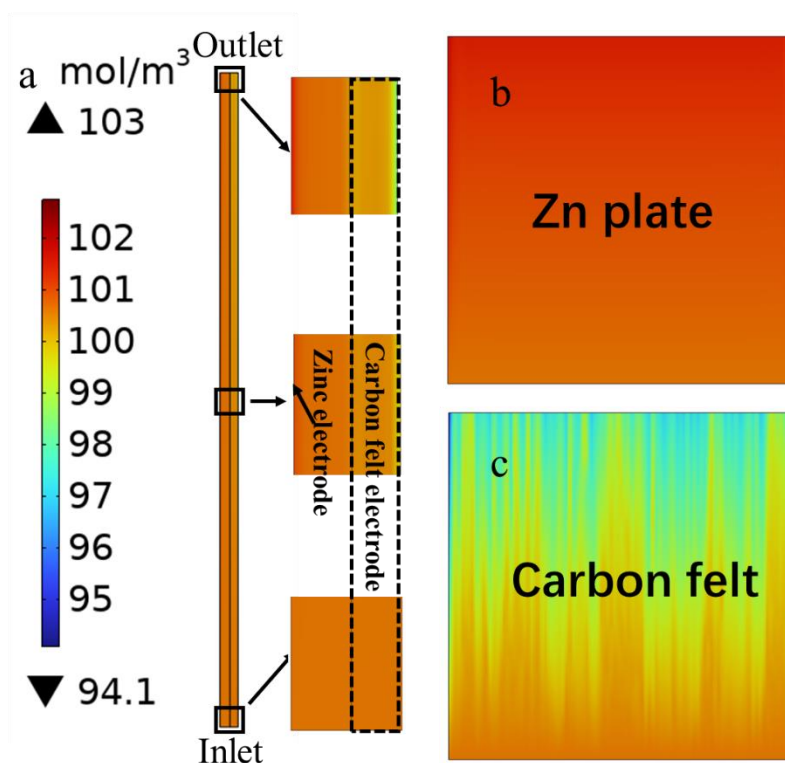 Outlet
a
mol/m³
▲ 103
102
101
100
99
98
97
96
95
▼ 94.1
Inlet
Zinc electrode
Carbon felt electrode
b
Zn plate
c
Carbon felt